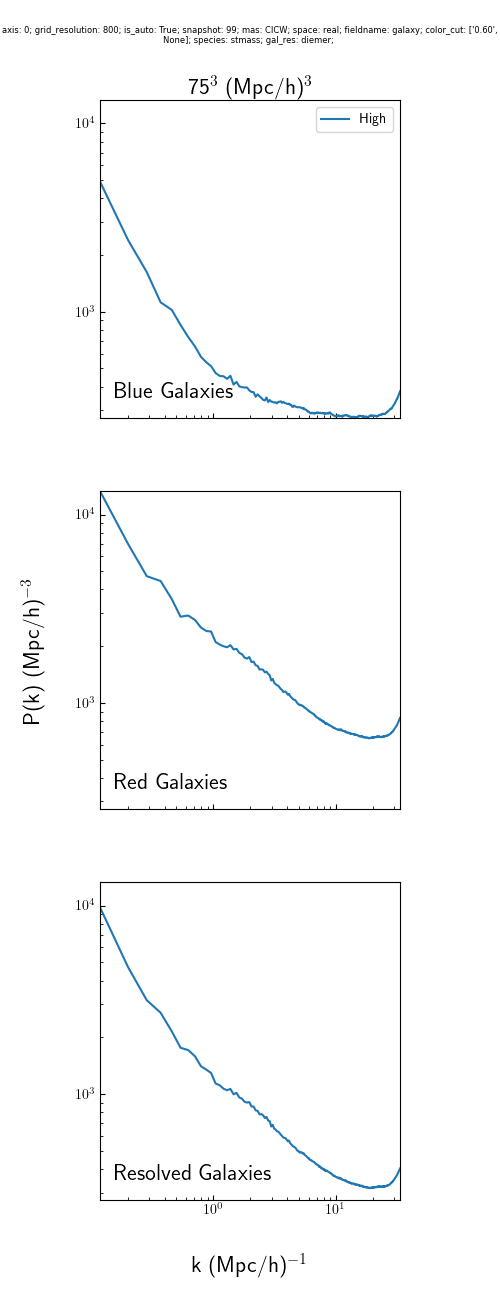 axis: 0; grid_resolution: 800; is_auto: True; snapshot: 99; mas: CICW; space: real; fieldname: galaxy; color_cut: ['0.60',
None]; species: stmass; gal_res: diemer;
75³ (Mpc/h)³
High
10⁴
10³
Blue Galaxies
10⁴
10³
Red Galaxies
P(k) (Mpc/h)⁻³
10⁴
10³
Resolved Galaxies
10⁰ 10¹
k (Mpc/h)⁻¹